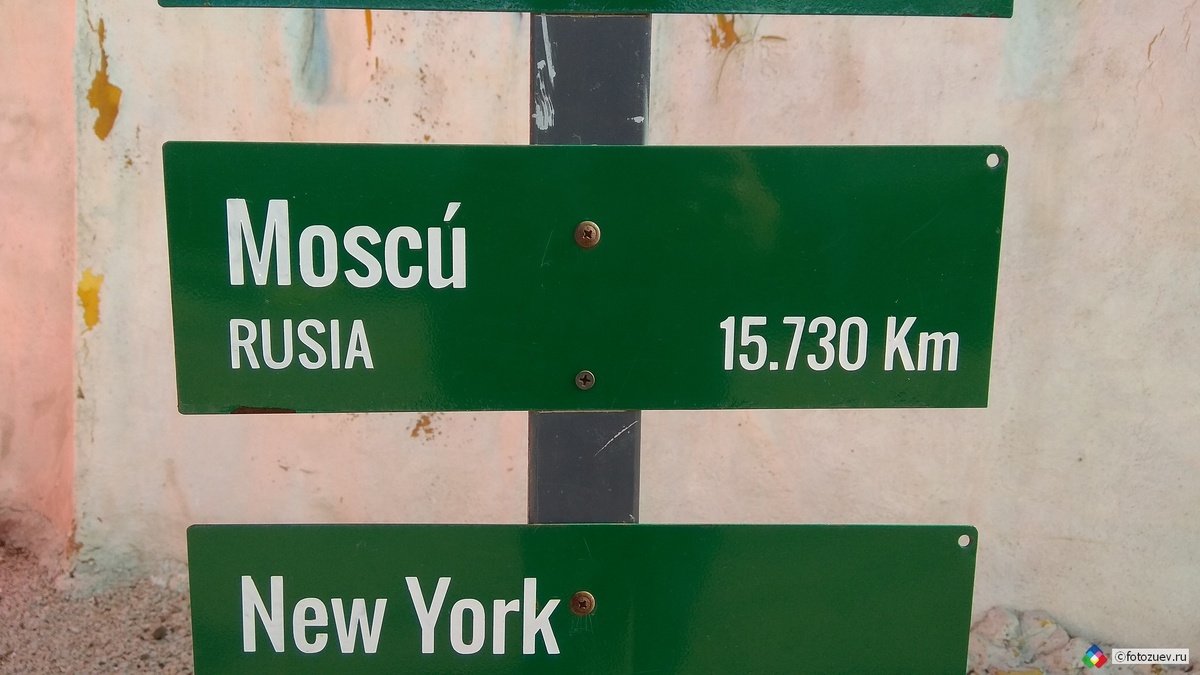 Moscú
RUSIA
15.730 Km
New York
©fotozuev.ru